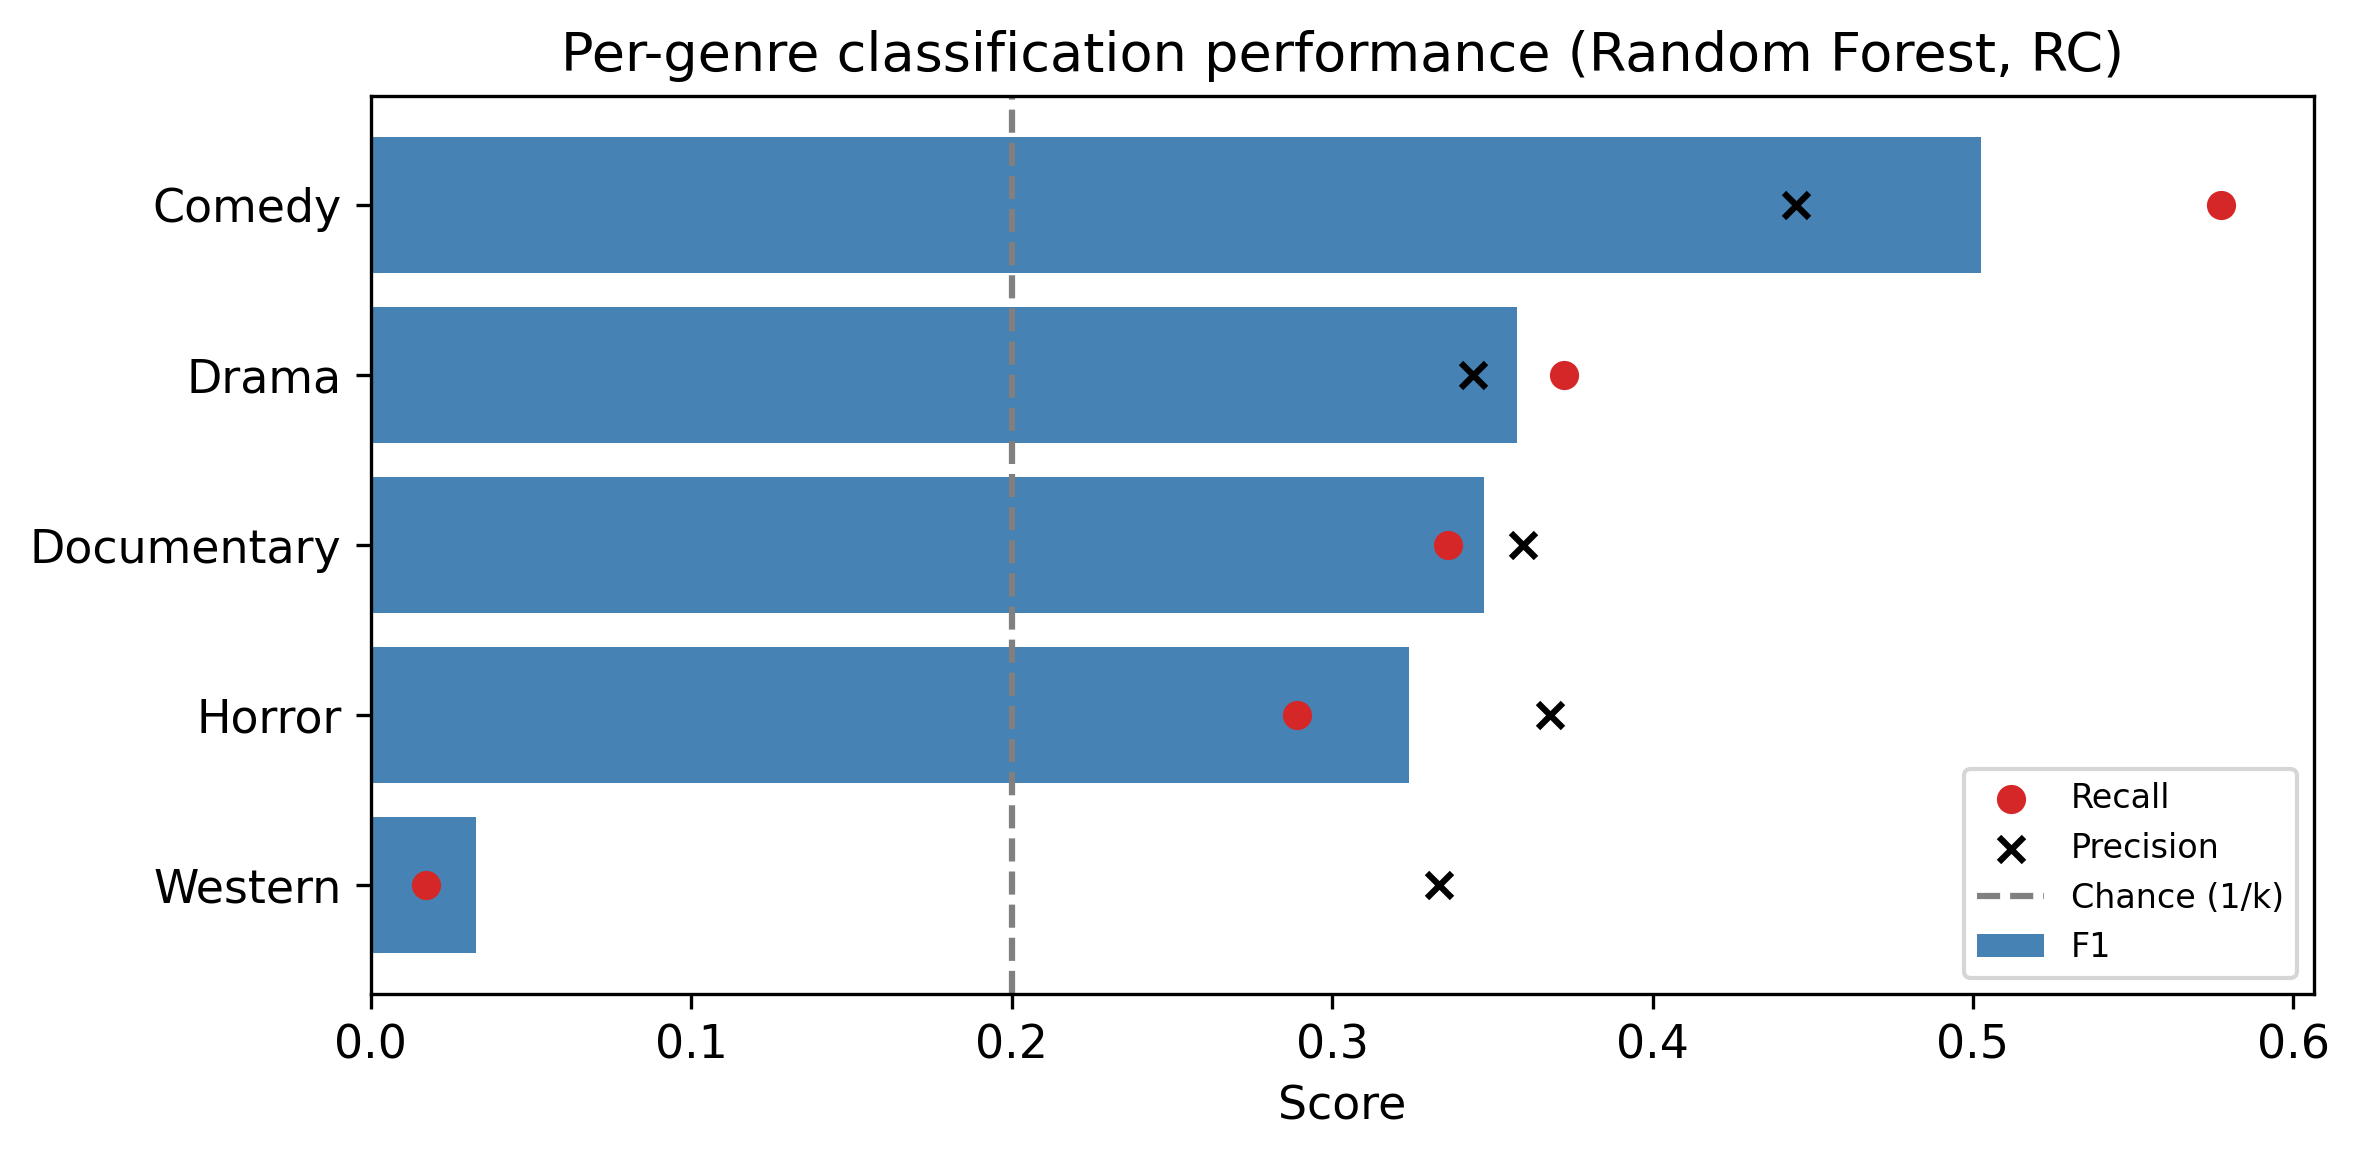 Per-genre classification performance (Random Forest, RC)
Comedy
Drama
Documentary
Horror
Western
Recall
Precision
Chance (1/k)
F1
0.0 0.1 0.2 0.3 0.4 0.5 0.6
Score